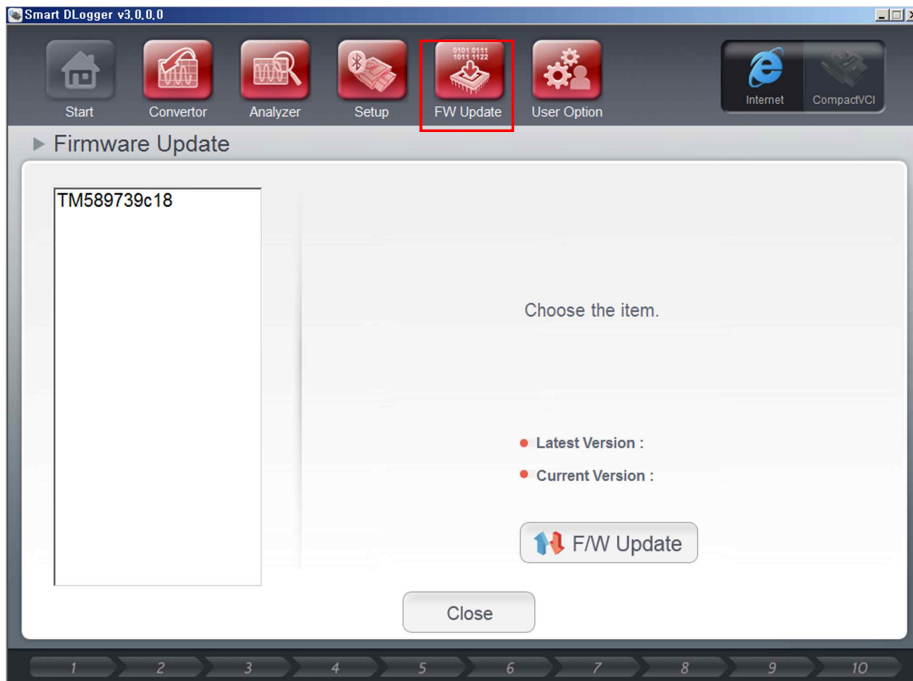 Smart DLogger v3,0,0,0
0101 0111
1011 1122
Start Convertor Analyzer Setup FW Update User Option Internet CompactVCI
Firmware Update
TM589739c18
Choose the item.
Latest Version :
Current Version :
F/W Update
Close
1 2 3 4 5 6 7 8 9 10